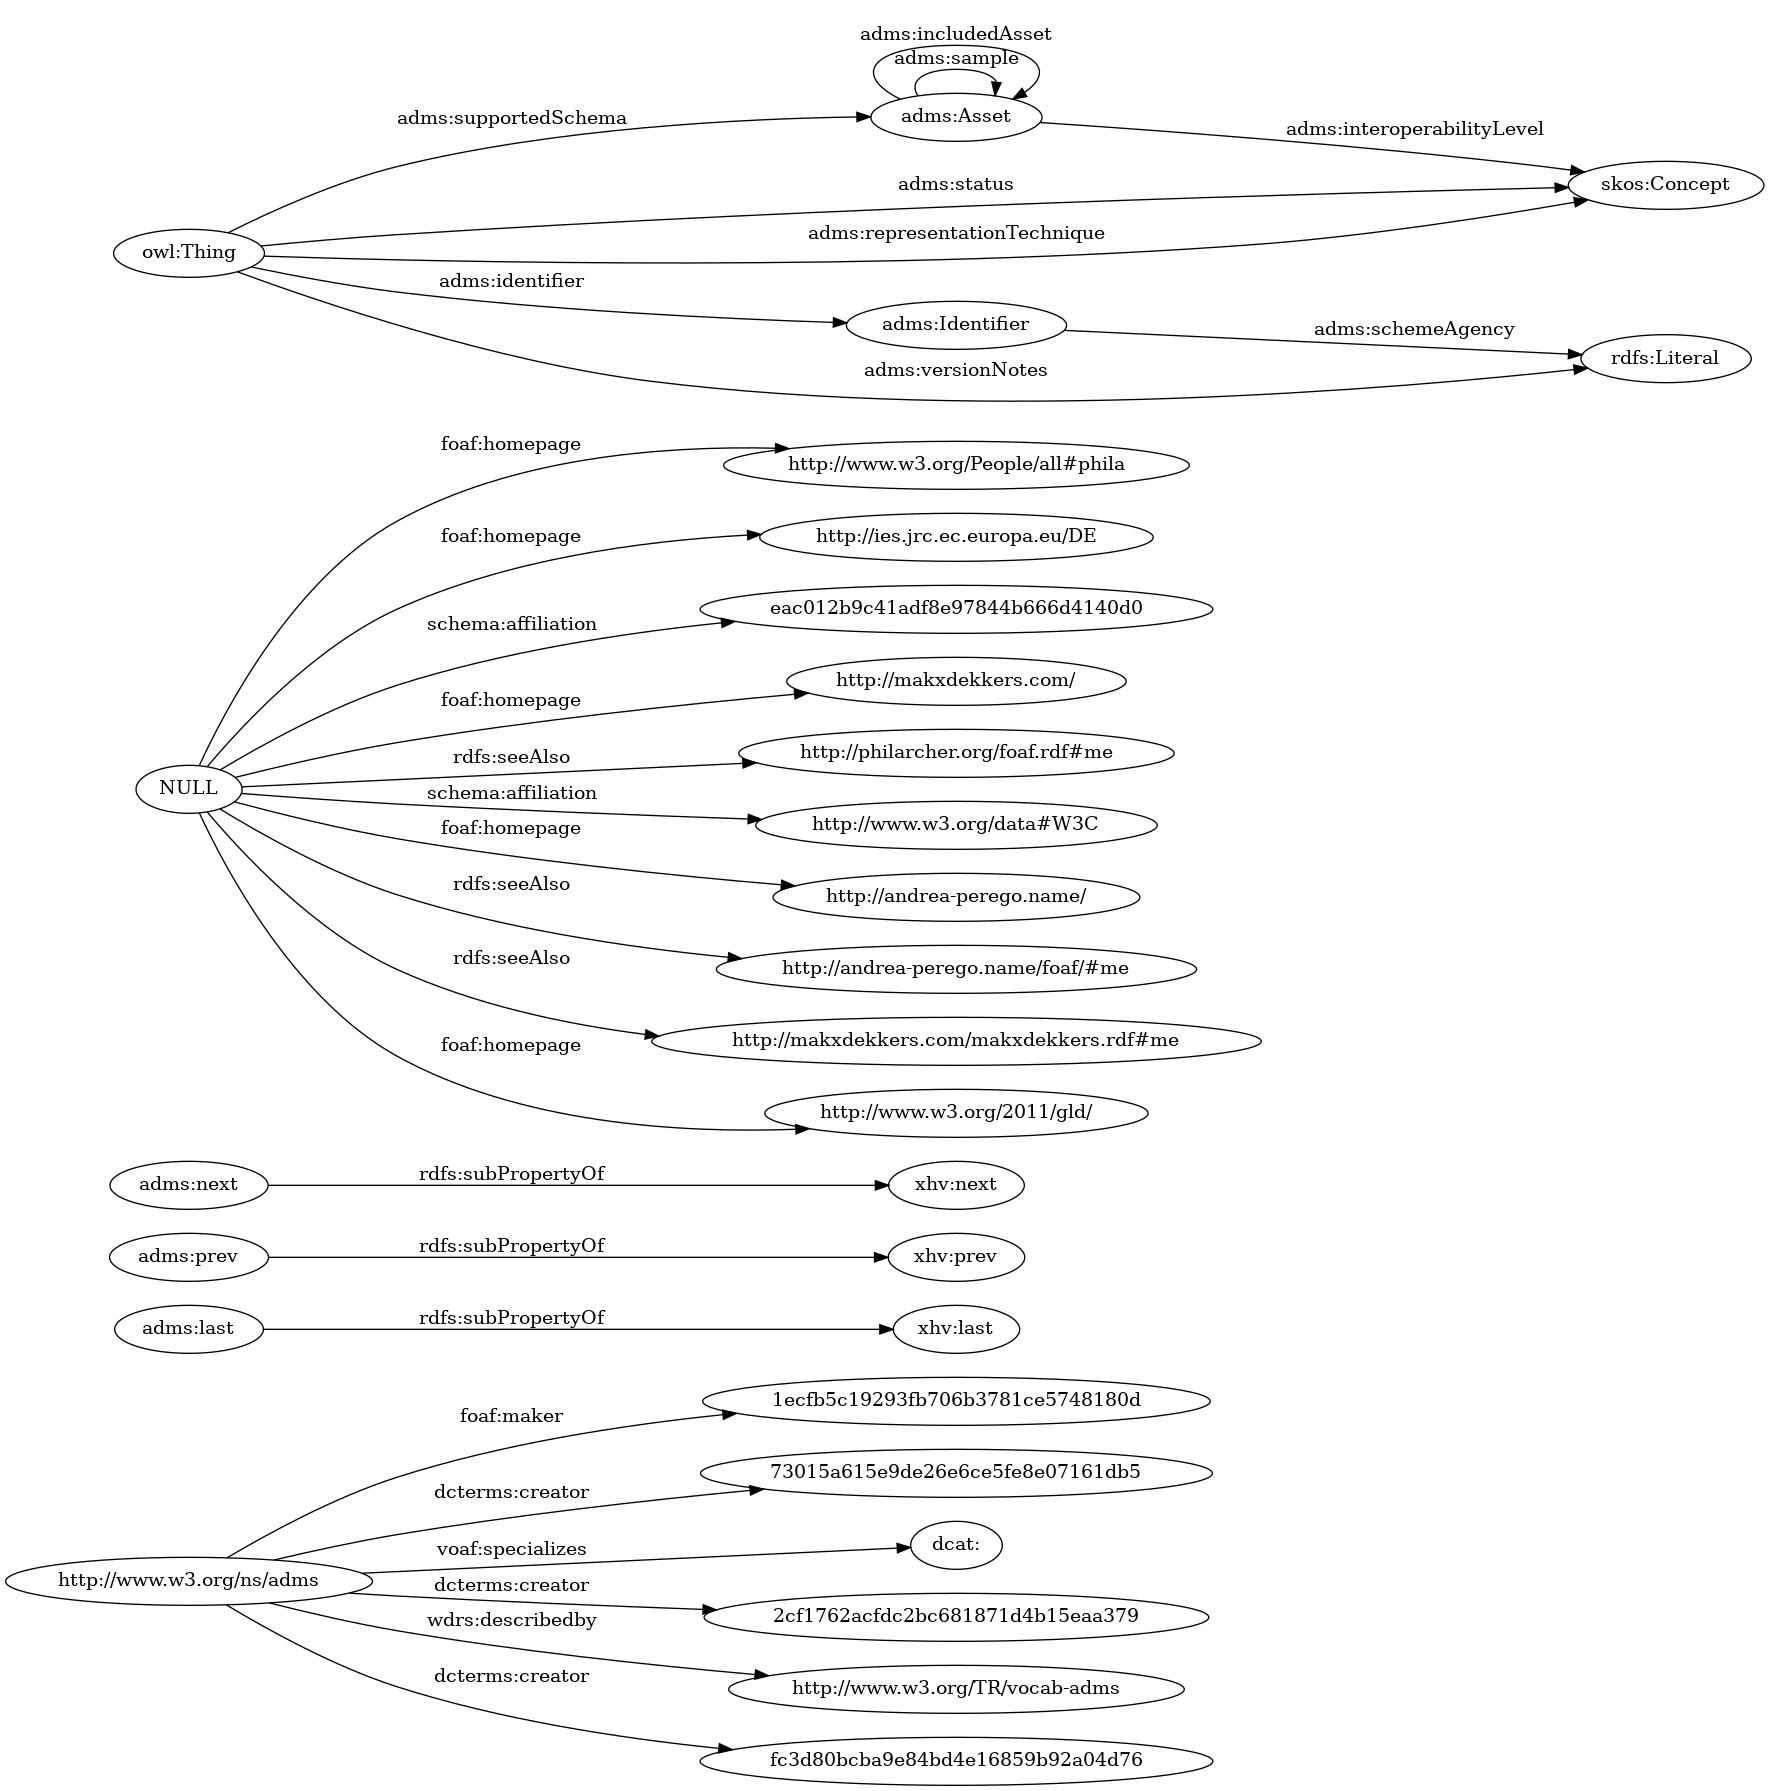 adms:includedAsset
adms:sample
adms:supportedSchema
adms:Asset
adms:interoperabilityLevel
adms:status
skos:Concept
adms:representationTechnique
owl:Thing
adms:identifier
adms:Identifier
adms:schemeAgency
rdfs:Literal
adms:versionNotes
foaf:homepage
http://www.w3.org/People/all#phila
foaf:homepage
http://ies.jrc.ec.europa.eu/DE
eac012b9c41adf8e97844b666d4140d0
schema:affiliation
http://makxdekkers.com/
foaf:homepage
rdfs:seeAlso
http://philarcher.org/foaf.rdf#me
NULL
schema:affiliation
http://www.w3.org/data#W3C
foaf:homepage
http://andrea-perego.name/
rdfs:seeAlso
http://andrea-perego.name/foaf/#me
rdfs:seeAlso
http://makxdekkers.com/makxdekkers.rdf#me
foaf:homepage
http://www.w3.org/2011/gld/
adms:next
rdfs:subPropertyOf
xhv:next
adms:prev
rdfs:subPropertyOf
xhv:prev
adms:last
rdfs:subPropertyOf
xhv:last
1ecfb5c19293fb706b3781ce5748180d
foaf:maker
73015a615e9de26e6ce5fe8e07161db5
dcterms:creator
voaf:specializes
dcat:
http://www.w3.org/ns/adms
dcterms:creator
2cf1762acfdc2bc681871d4b15eaa379
wdrs:describedby
http://www.w3.org/TR/vocab-adms
dcterms:creator
fc3d80bcba9e84bd4e16859b92a04d76